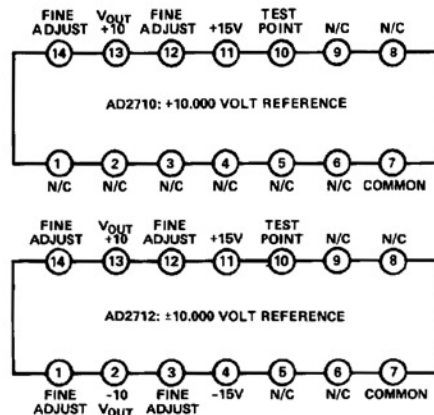 FINE ADJUST VOUT +10 FINE ADJUST +15V TEST POINT N/C N/C
14 13 12 11 10 9 8
AD2710: +10.000 VOLT REFERENCE
1 2 3 4 5 6 7
N/C N/C N/C N/C N/C N/C COMMON
FINE ADJUST VOUT +10 FINE ADJUST +15V TEST POINT N/C N/C
14 13 12 11 10 9 8
AD2712: ±10.000 VOLT REFERENCE
1 2 3 4 5 6 7
FINE ADJUST -10 VOUT FINE ADJUST -15V N/C N/C COMMON